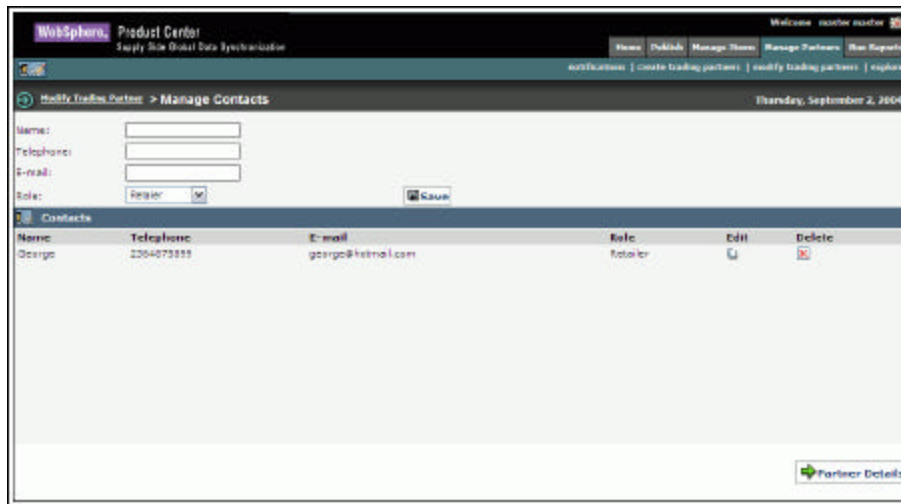 WebSphere. Product Center
Supply Side Global Data Synchronization
Welcome master master
Home Publish Manage Items Manage Partners Run Reports
notifications | create trading partners | modify trading partners | explore
Modify Trading Partner > Manage Contacts
Thursday, September 2, 2004
Name:
Telephone:
E-mail:
Role: Retailer Save
Contacts
Name Telephone E-mail Role Edit Delete
George george@hotmail.com Retailer
Partner Details